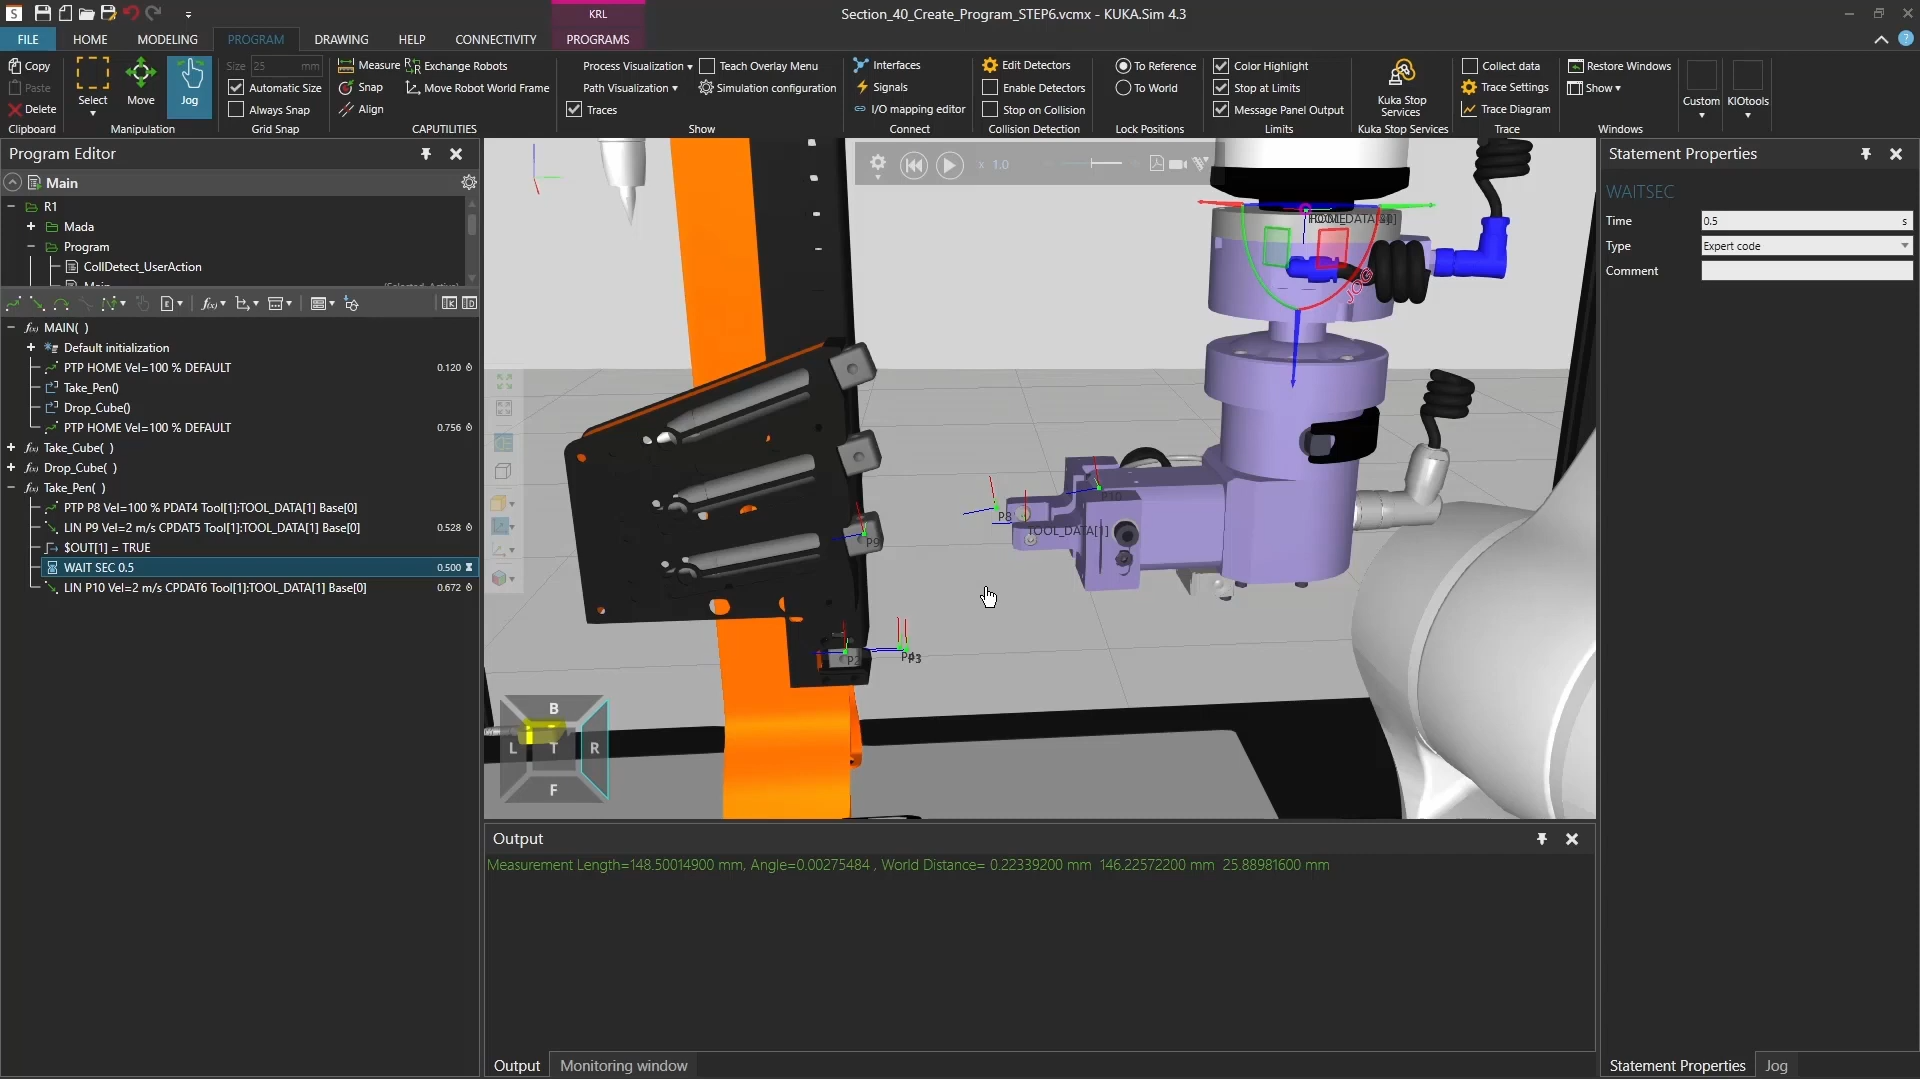 Section_40_Create_Program_STEP6.vcmx - KUKA.Sim 4.3
KRL
FILE HOME MODELING PROGRAM DRAWING HELP CONNECTIVITY PROGRAMS
Copy
Paste
Delete
Clipboard
Select
Move
Jog
Manipulation
Size 25 mm
Automatic Size
Always Snap
Grid Snap
Measure
Snap
Align
Exchange Robots
Move Robot World Frame
CAPUTILITIES
Process Visualization
Path Visualization
Traces
Teach Overlay Menu
Simulation configuration
Show
Interfaces
Signals
I/O mapping editor
Connect
Edit Detectors
Enable Detectors
Stop on Collision
Collision Detection
To Reference
To World
Lock Positions
Color Highlight
Stop at Limits
Message Panel Output
Limits
Kuka Stop
Services
Kuka Stop Services
Collect data
Trace Settings
Trace Diagram
Trace
Restore Windows
Show
Windows
Custom
KIOtools
Program Editor
Main
R1
Mada
Program
CollDetect_UserAction
MAIN( )
Default initialization
PTP HOME Vel=100 % DEFAULT 0.120
Take_Pen()
Drop_Cube()
PTP HOME Vel=100 % DEFAULT 0.756
Take_Cube( )
Drop_Cube( )
Take_Pen( )
PTP P8 Vel=100 % PDAT4 Tool[1]:TOOL_DATA[1] Base[0]
LIN P9 Vel=2 m/s CPDAT5 Tool[1]:TOOL_DATA[1] Base[0] 0.528
$OUT[1] = TRUE
WAIT SEC 0.5 0.500
LIN P10 Vel=2 m/s CPDAT6 Tool[1]:TOOL_DATA[1] Base[0] 0.672
x 1.0
JOG
P10
P8
TOOL_DATA[1]
P9
P2
P3
B
L T R
F
Output
Measurement Length=148.50014900 mm, Angle=0.00275484 , World Distance= 0.22339200 mm 146.22572200 mm 25.88981600 mm
Output Monitoring window
Statement Properties
WAITSEC
Time 0.5 s
Type Expert code
Comment
Statement Properties Jog